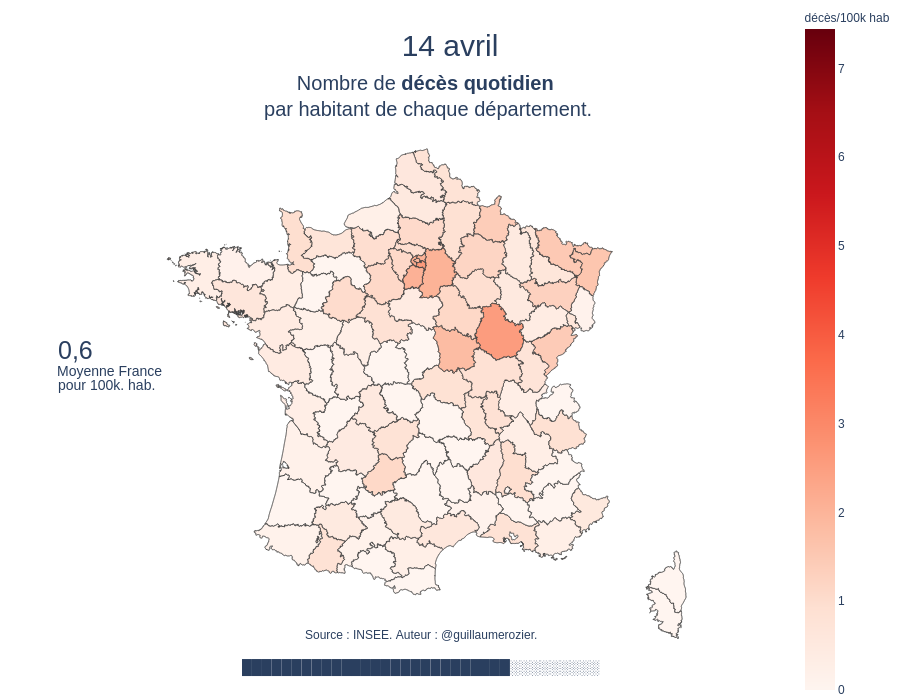 décès/100k hab
14 avril
Nombre de décès quotidien
par habitant de chaque département.
7
6
5
4
3
2
1
0
0,6
Moyenne France
pour 100k. hab.
Source : INSEE. Auteur : @guillaumerozier.